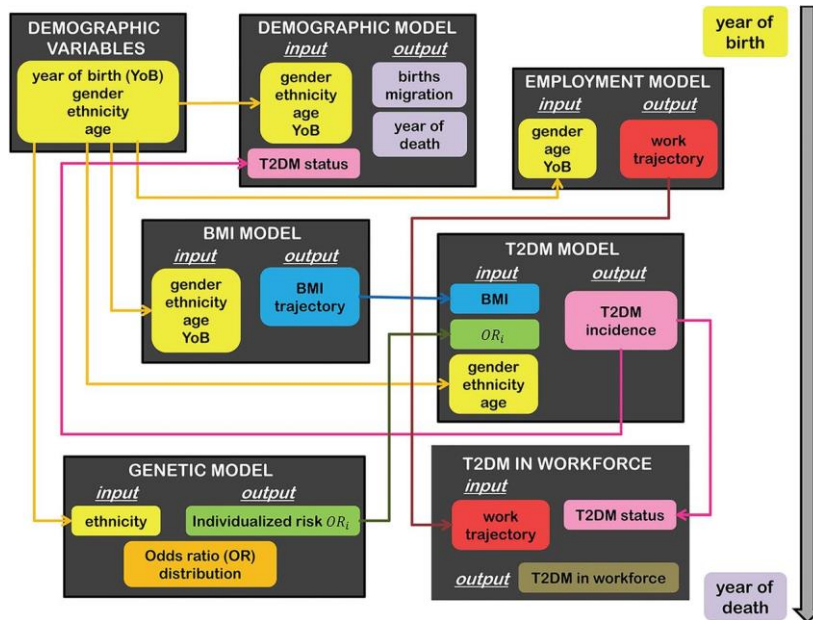 DEMOGRAPHIC
VARIABLES
year of birth (YoB)
gender
ethnicity
age
DEMOGRAPHIC MODEL
input
output
gender
ethnicity
age
YoB
births
migration
year of
death
T2DM status
EMPLOYMENT MODEL
input
output
gender
age
YoB
work
trajectory
year of
birth
BMI MODEL
input
output
gender
ethnicity
age
YoB
BMI
trajectory
T2DM MODEL
input
output
BMI
OR_i
gender
ethnicity
age
T2DM
incidence
GENETIC MODEL
input
output
ethnicity
Individualized risk OR_i
Odds ratio (OR)
distribution
T2DM IN WORKFORCE
input
work
trajectory
T2DM status
output
T2DM in workforce
year of
death